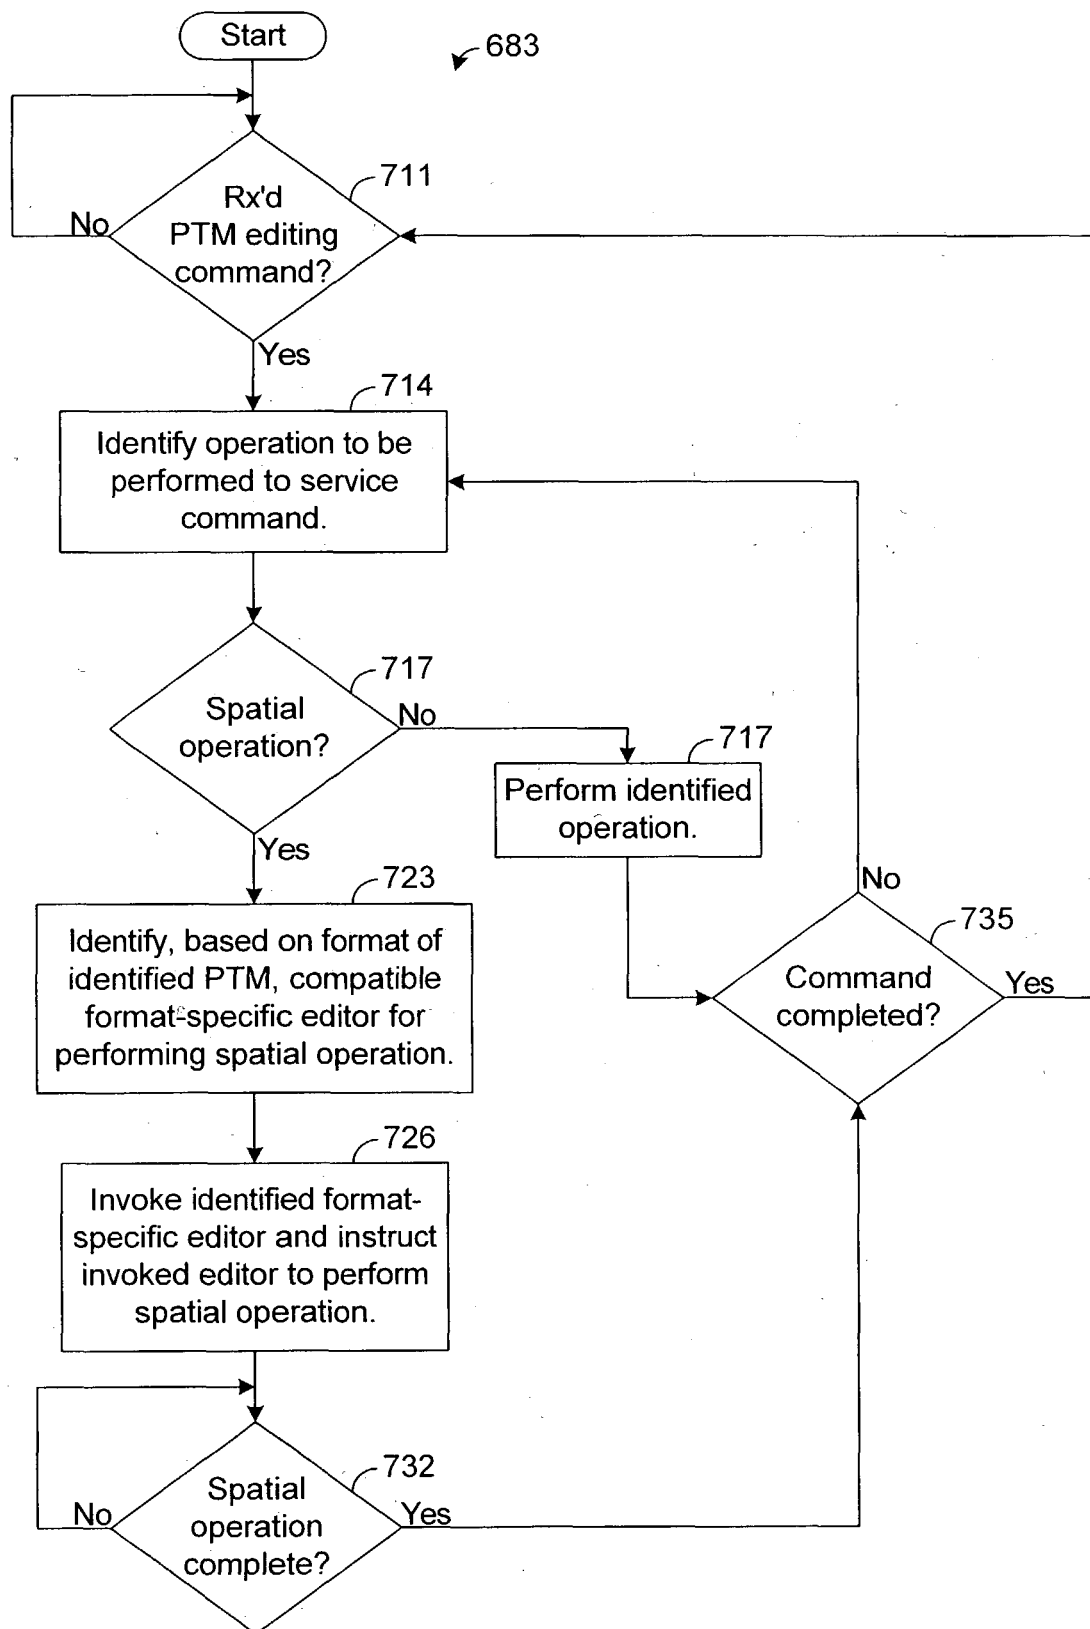 Start
683
711
Rx'd
PTM editing
command?
No
Yes
714
Identify operation to be
performed to service
command.
717
Spatial
operation?
No
717
Perform identified
operation.
Yes
723
Identify, based on format of
identified PTM, compatible
format-specific editor for
performing spatial operation.
No
735
Command
completed?
Yes
726
Invoke identified format-
specific editor and instruct
invoked editor to perform
spatial operation.
732
Spatial
operation
complete?
No
Yes